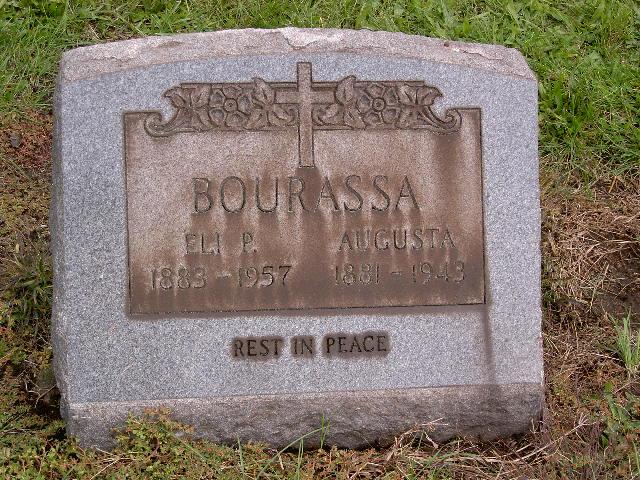 BOURASSA
ELI P. AUGUSTA
1883 - 1957 1881 - 1943
REST IN PEACE